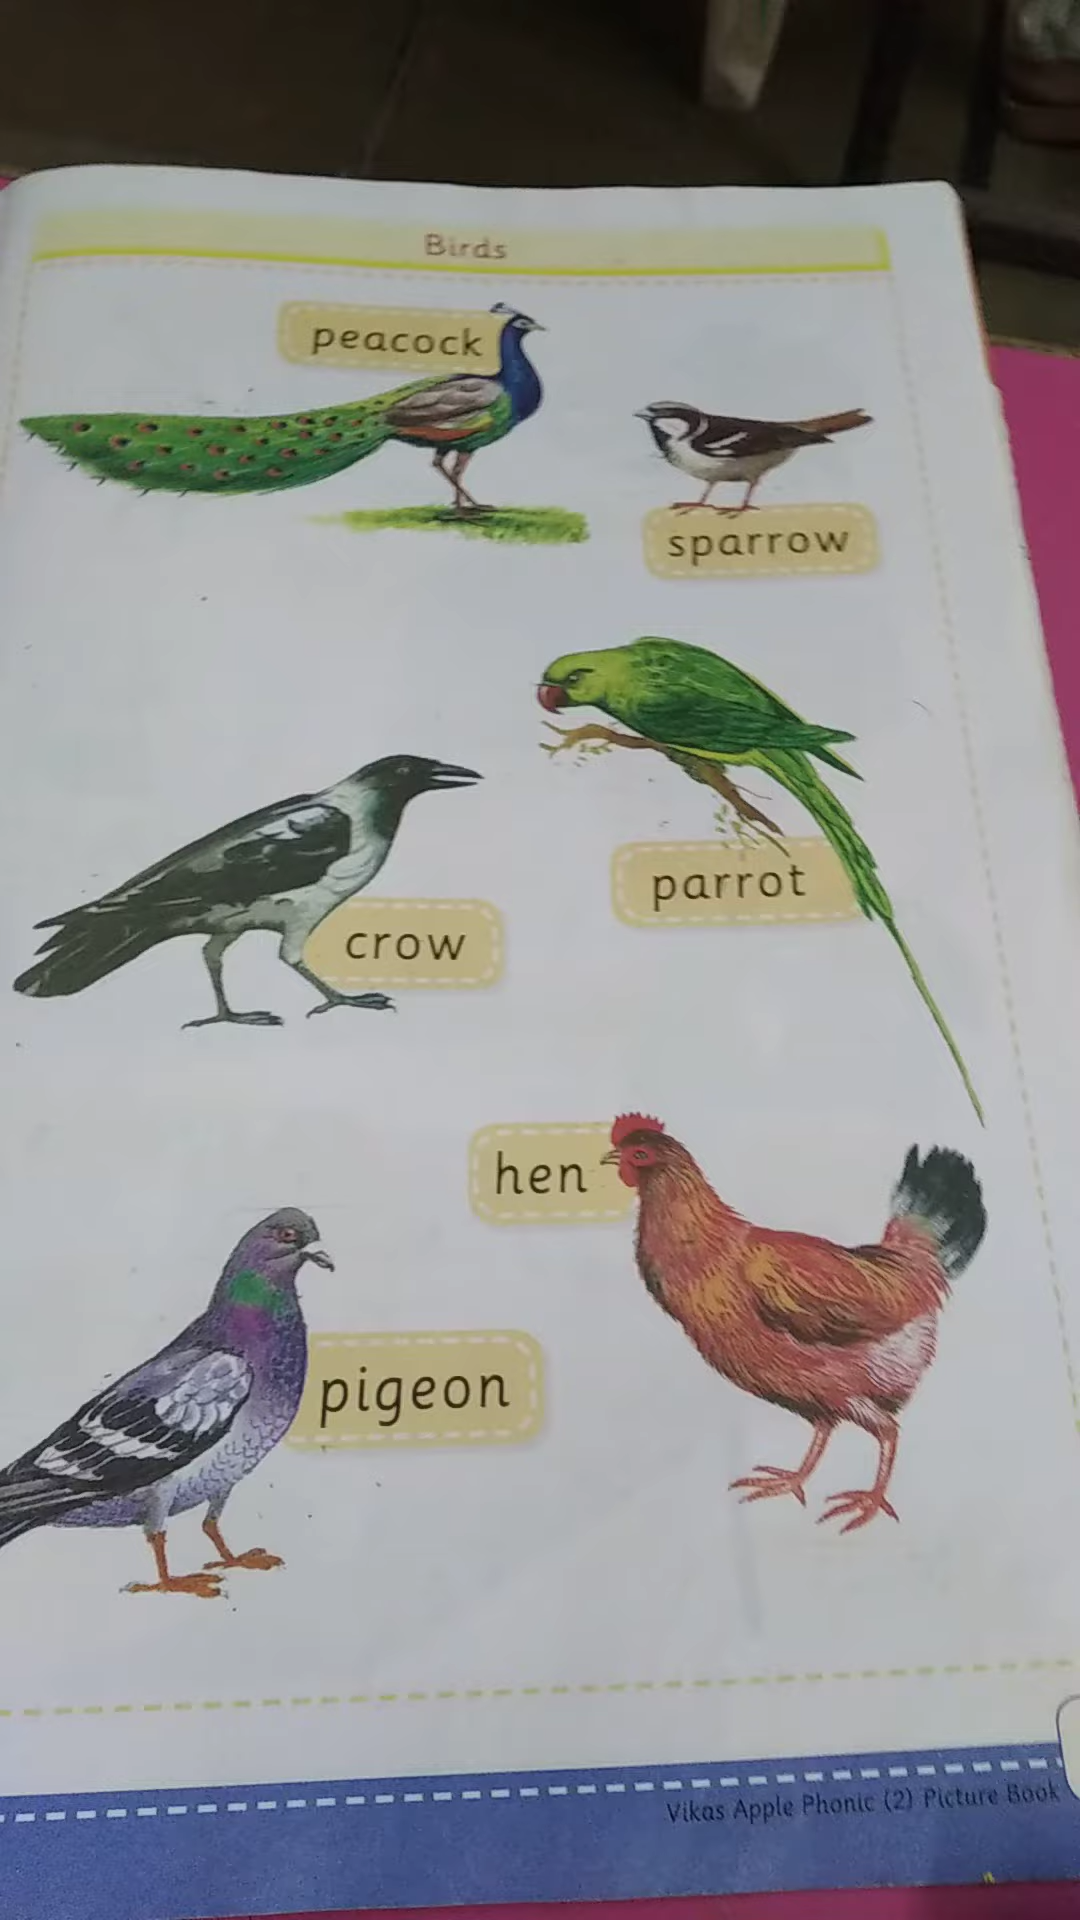 Birds
peacock
sparrow
parrot
crow
hen
pigeon
Vikas Apple Phonic (2) Picture Book